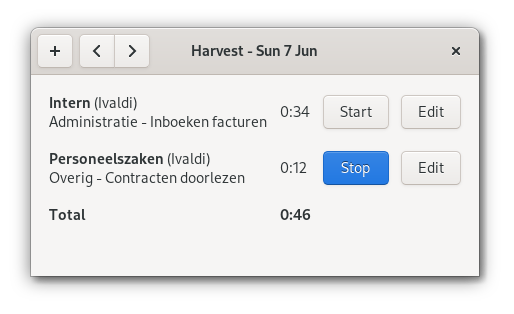 Harvest - Sun 7 Jun
Intern (Ivaldi)
Administratie - Inboeken facturen 0:34 Start Edit
Personeelszaken (Ivaldi)
Overig - Contracten doorlezen 0:12 Stop Edit
Total 0:46